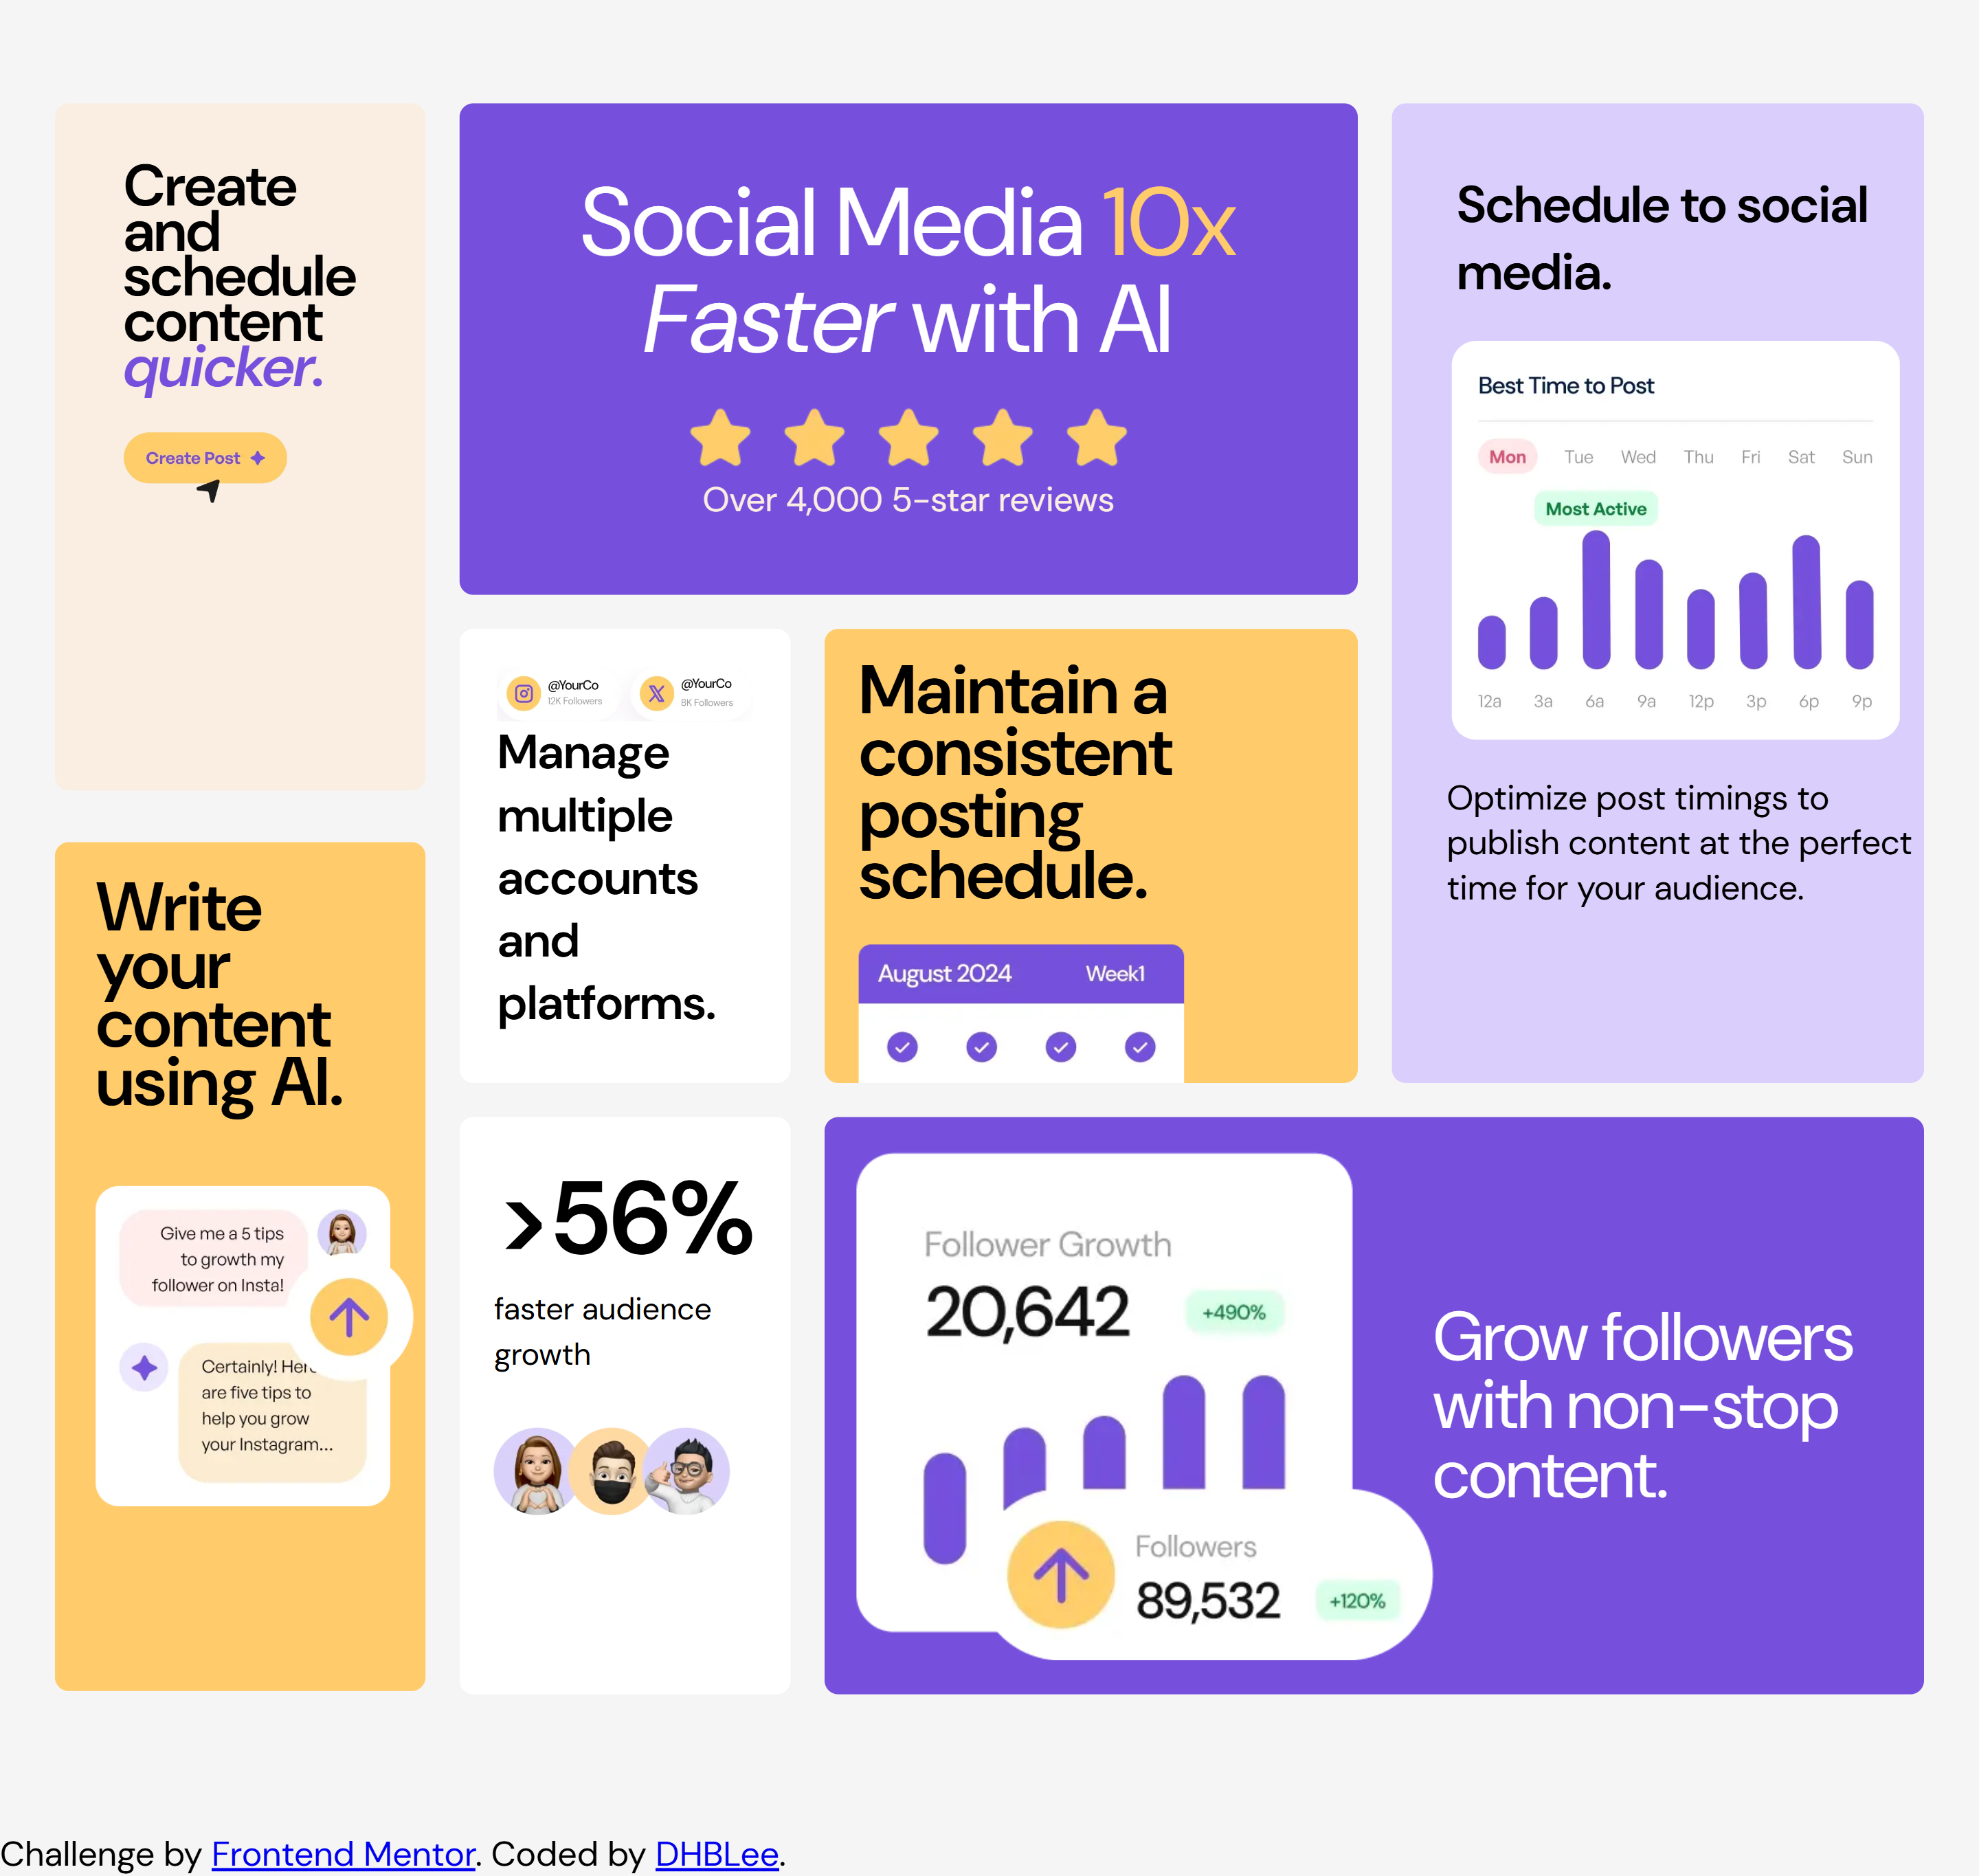 Create
and
schedule
content
quicker.
Create Post
Social Media 10x
Faster with AI
Over 4,000 5-star reviews
Schedule to social
media.
Best Time to Post
Mon Tue Wed Thu Fri Sat Sun
Most Active
12a 3a 6a 9a 12p 3p 6p 9p
Optimize post timings to
publish content at the perfect
time for your audience.
@YourCo
12K Followers
@YourCo
8K Followers
Manage
multiple
accounts
and
platforms.
Maintain a
consistent
posting
schedule.
August 2024 Week1
Write
your
content
using AI.
Give me a 5 tips
to growth my
follower on Insta!
Certainly!
are five tips to
help you grow
your Instagram...
>56%
faster audience
growth
Follower Growth
20,642 +490%
Followers
89,532 +120%
Grow followers
with non-stop
content.
Challenge by Frontend Mentor. Coded by DHBLee.